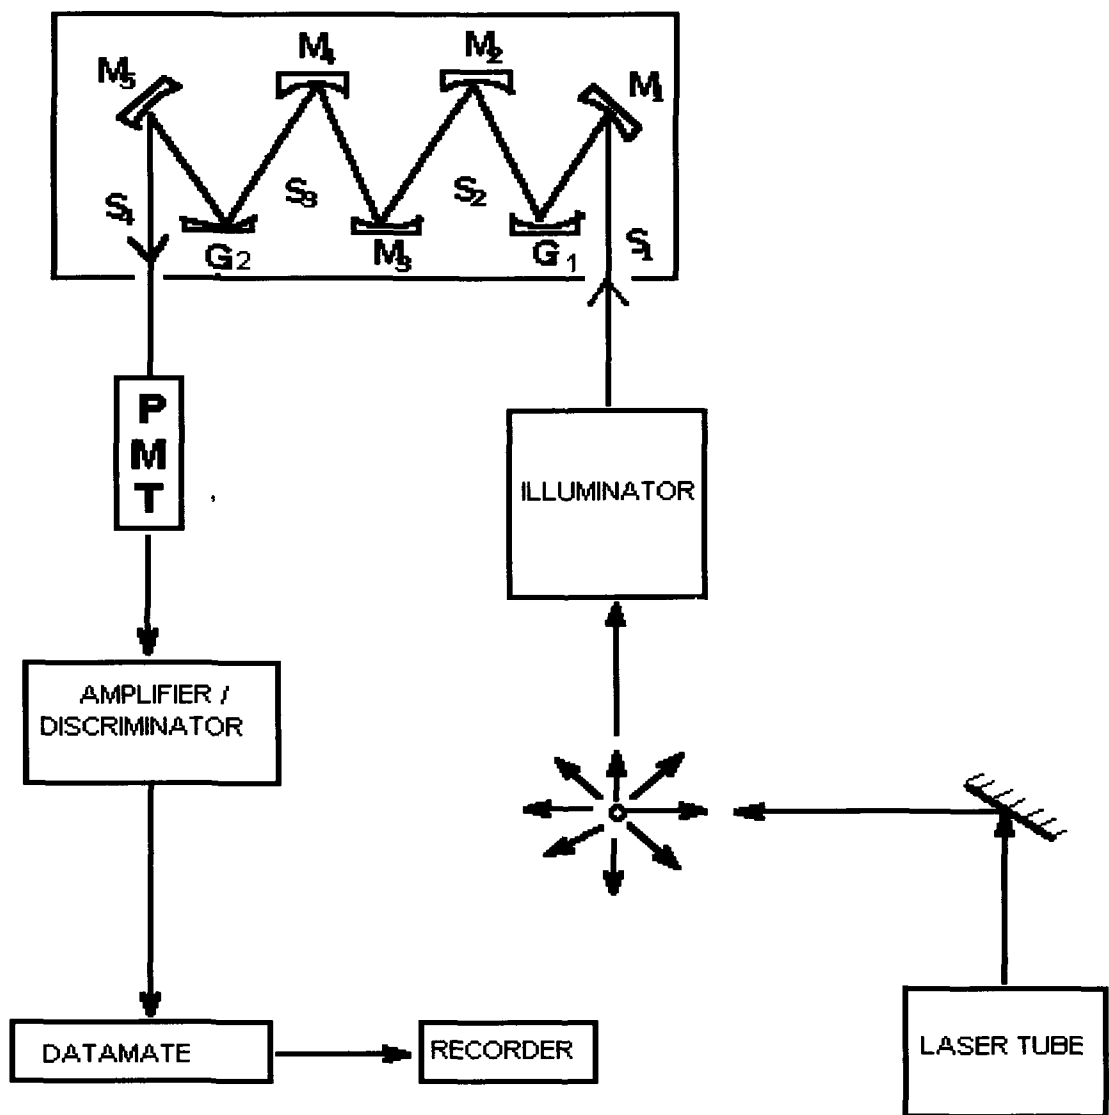 M5
M4
M2
M1
S4
S3
S2
S1
G2
M3
G1
P
M
T
ILLUMINATOR
AMPLIFIER /
DISCRIMINATOR
DATAMATE
RECORDER
LASER TUBE